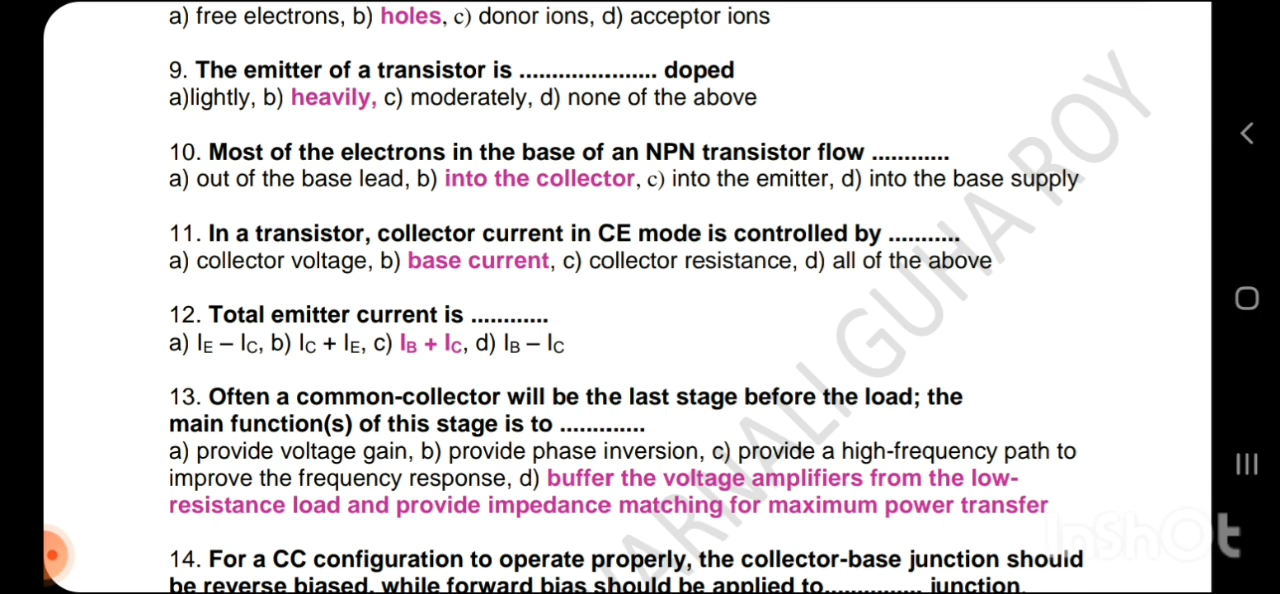 a) free electrons, b) holes, c) donor ions, d) acceptor ions
9. The emitter of a transistor is ..................... doped
a)lightly, b) heavily, c) moderately, d) none of the above
10. Most of the electrons in the base of an NPN transistor flow ............
a) out of the base lead, b) into the collector, c) into the emitter, d) into the base supply
11. In a transistor, collector current in CE mode is controlled by ...........
a) collector voltage, b) base current, c) collector resistance, d) all of the above
12. Total emitter current is ............
a) IE – IC, b) IC + IE, c) IB + IC, d) IB – IC
13. Often a common-collector will be the last stage before the load; the
main function(s) of this stage is to .............
a) provide voltage gain, b) provide phase inversion, c) provide a high-frequency path to
improve the frequency response, d) buffer the voltage amplifiers from the low-
resistance load and provide impedance matching for maximum power transfer
14. For a CC configuration to operate properly, the collector-base junction should
be reverse biased, while forward bias should be applied to............... junction.
ARNALI GUHA ROY
InShOt